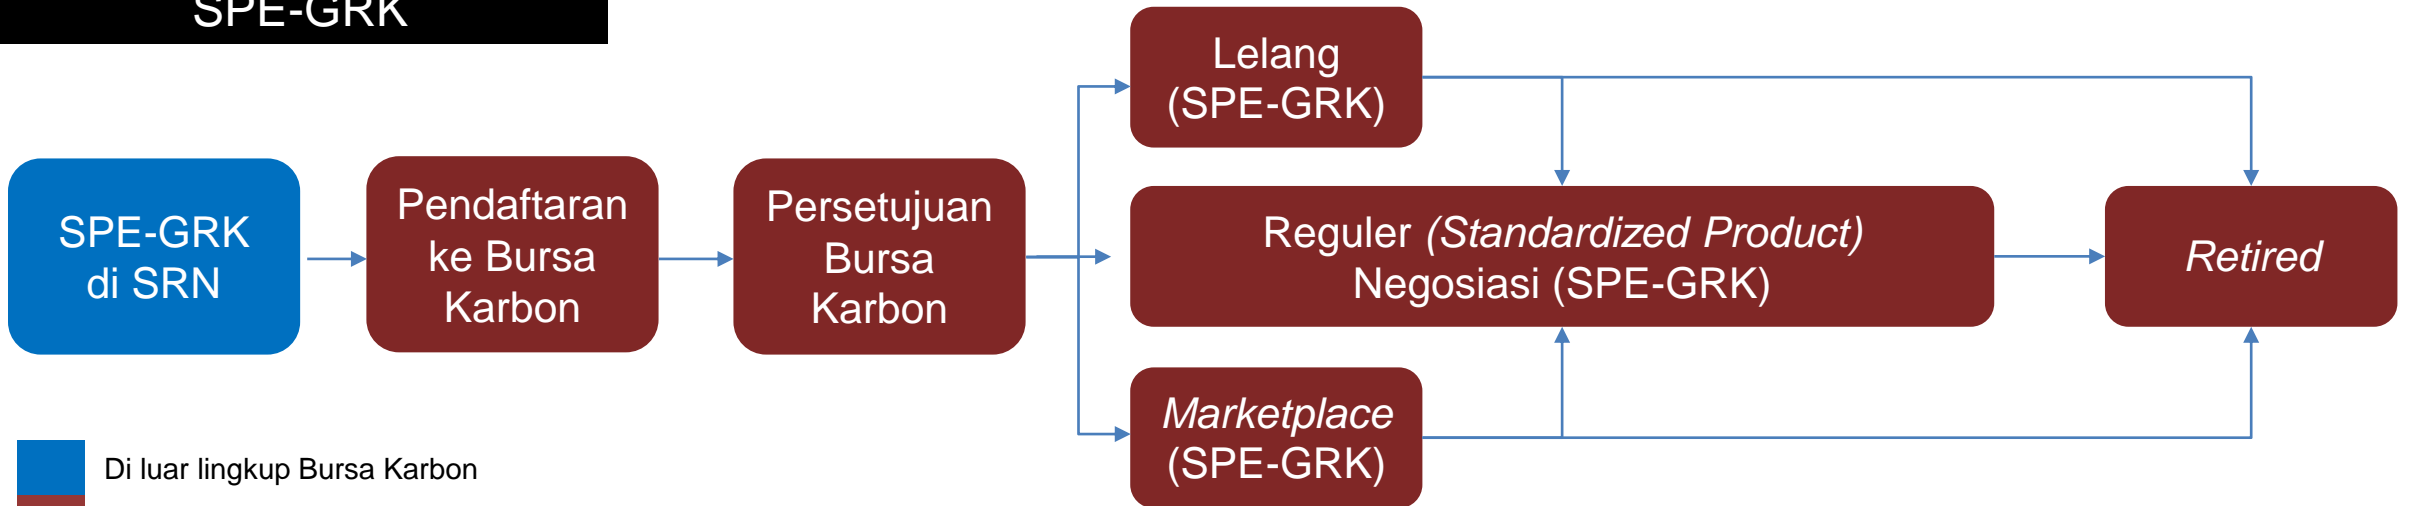 SPE-GRK
SPE-GRK
di SRN
Pendaftaran
ke Bursa
Karbon
Persetujuan
Bursa
Karbon
Lelang
(SPE-GRK)
Reguler (Standardized Product)
Negosiasi (SPE-GRK)
Marketplace
(SPE-GRK)
Retired
Di luar lingkup Bursa Karbon